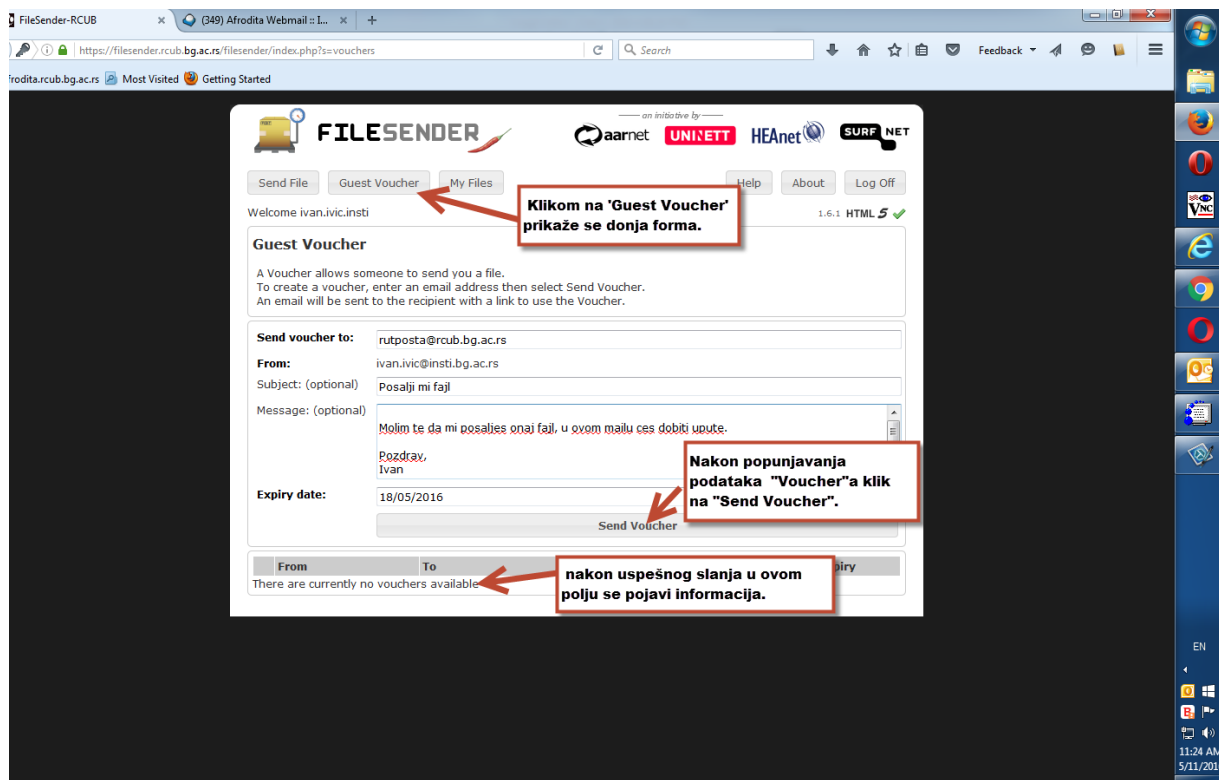 FileSender-RCUB
(349) Afrodita Webmail :: I...
https://filesender.rcub.bg.ac.rs/filesender/index.php?s=vouchers
Search
Feedback
frodita.rcub.bg.ac.rs Most Visited Getting Started
FILESENDER
an initiative by
aarnet UNINETT HEAnet SURF NET
Send File Guest Voucher My Files Help About Log Off
Klikom na 'Guest Voucher'
prikaže se donja forma.
Welcome ivan.ivic.insti
1.6.1 HTML 5
Guest Voucher
A Voucher allows someone to send you a file.
To create a voucher, enter an email address then select Send Voucher.
An email will be sent to the recipient with a link to use the Voucher.
Send voucher to: rutposta@rcub.bg.ac.rs
From: ivan.ivic@insti.bg.ac.rs
Subject: (optional) Posalji mi fajl
Message: (optional)
Molim te da mi posaljes onaj fajl, u ovom mailu ces dobiti upute.
Pozdrav,
Ivan
Nakon popunjavanja
podataka "Voucher"a klik
na "Send Voucher".
Expiry date: 18/05/2016
Send Voucher
From To piry
There are currently no vouchers available
nakon uspešnog slanja u ovom
polju se pojavi informacija.
VNC
EN
11:24 AM
5/11/201